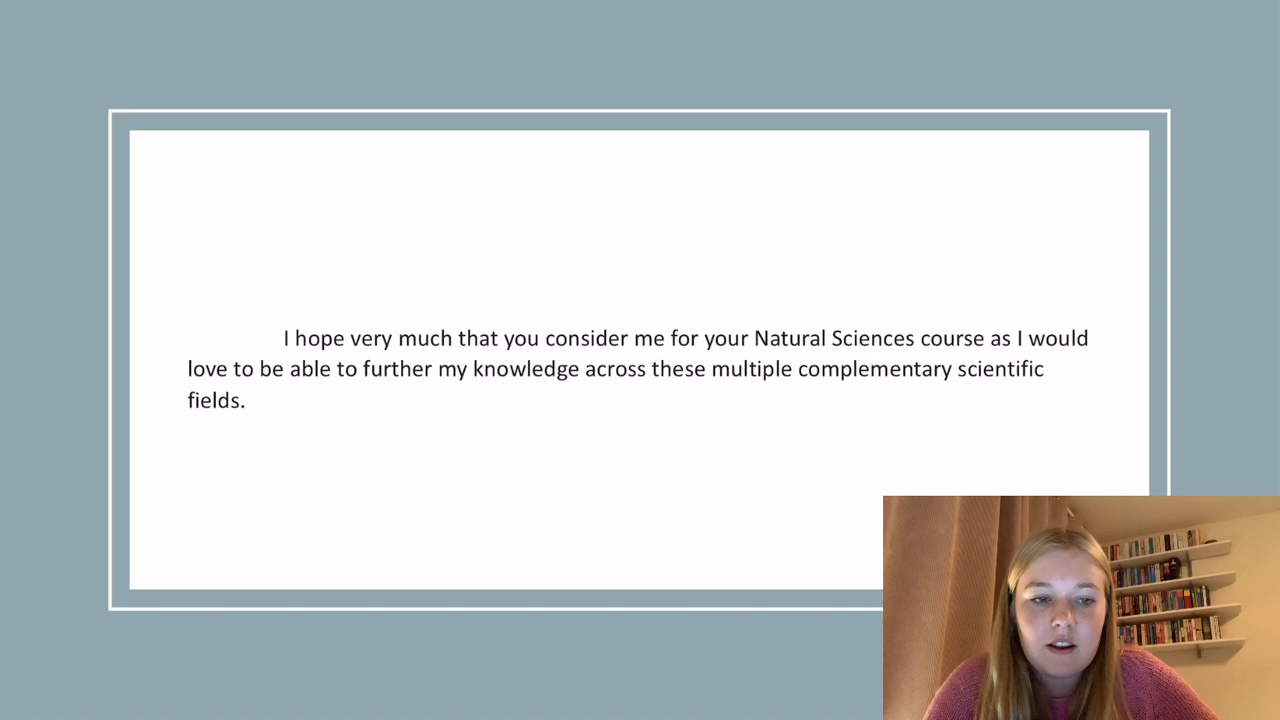 I hope very much that you consider me for your Natural Sciences course as I would
love to be able to further my knowledge across these multiple complementary scientific
fields.